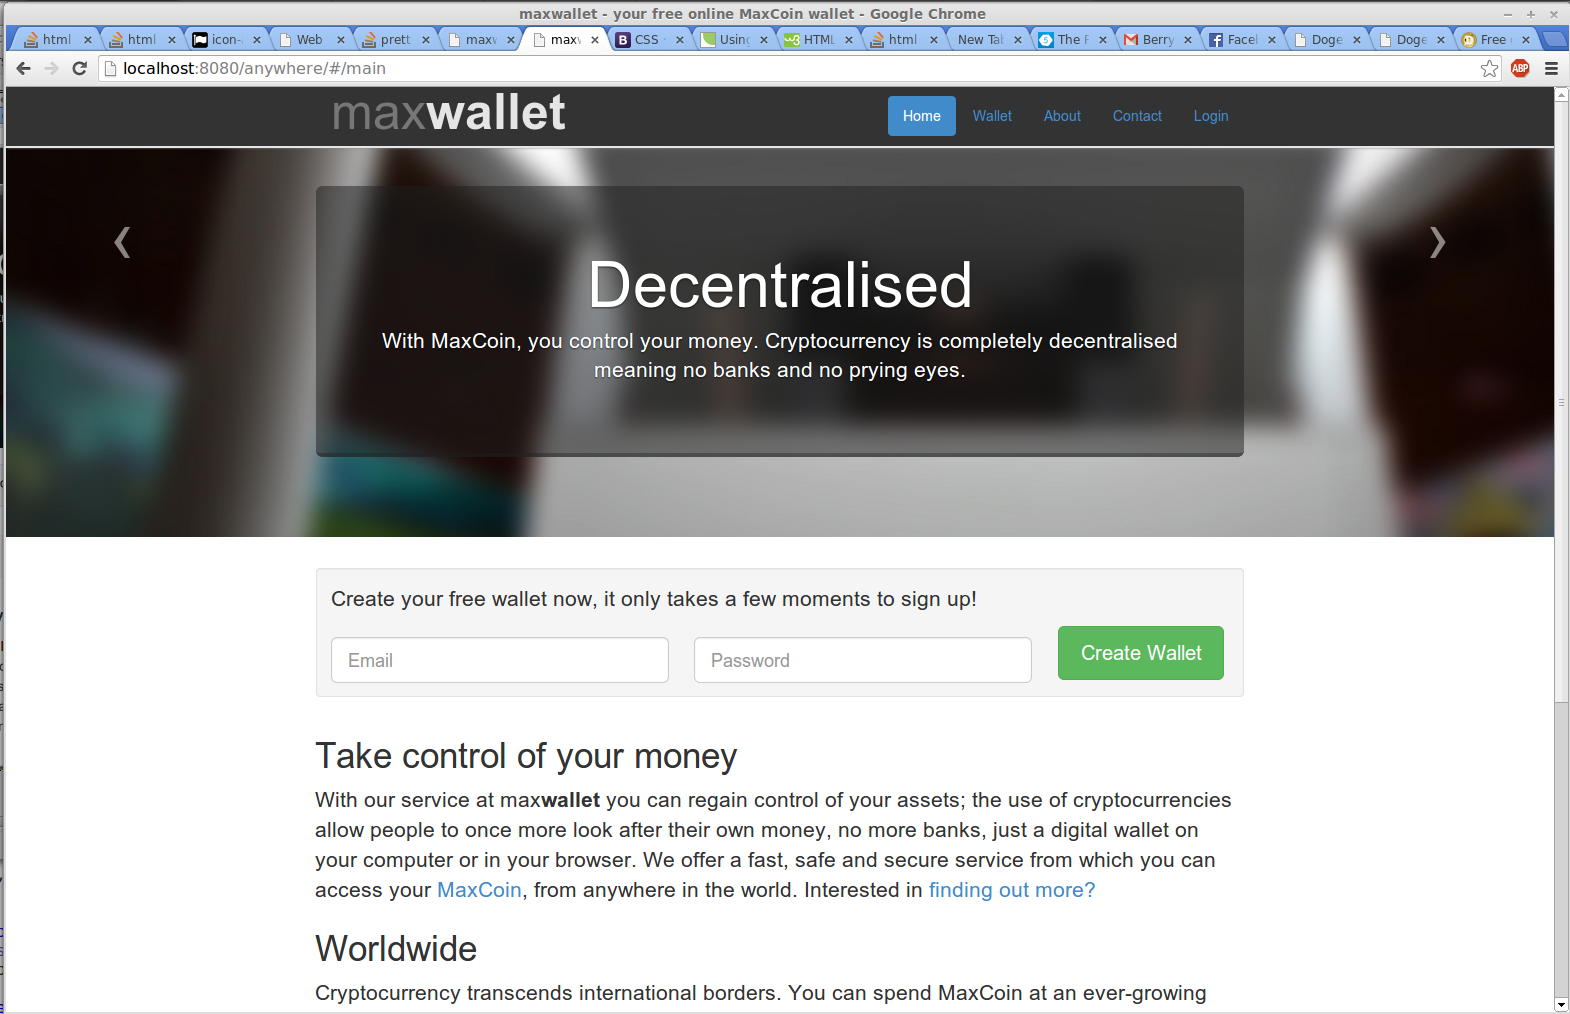 maxwallet - your free online MaxCoin wallet - Google Chrome
html html icon- Web prett maxw maxw CSS Using HTML html New Tab The F Berry Facel Doge Doge Free
localhost:8080/anywhere/#/main
ABP
maxwallet
Home Wallet About Contact Login
Decentralised
With MaxCoin, you control your money. Cryptocurrency is completely decentralised
meaning no banks and no prying eyes.
Create your free wallet now, it only takes a few moments to sign up!
Email Password Create Wallet
Take control of your money
With our service at maxwallet you can regain control of your assets; the use of cryptocurrencies
allow people to once more look after their own money, no more banks, just a digital wallet on
your computer or in your browser. We offer a fast, safe and secure service from which you can
access your MaxCoin, from anywhere in the world. Interested in finding out more?
Worldwide
Cryptocurrency transcends international borders. You can spend MaxCoin at an ever-growing